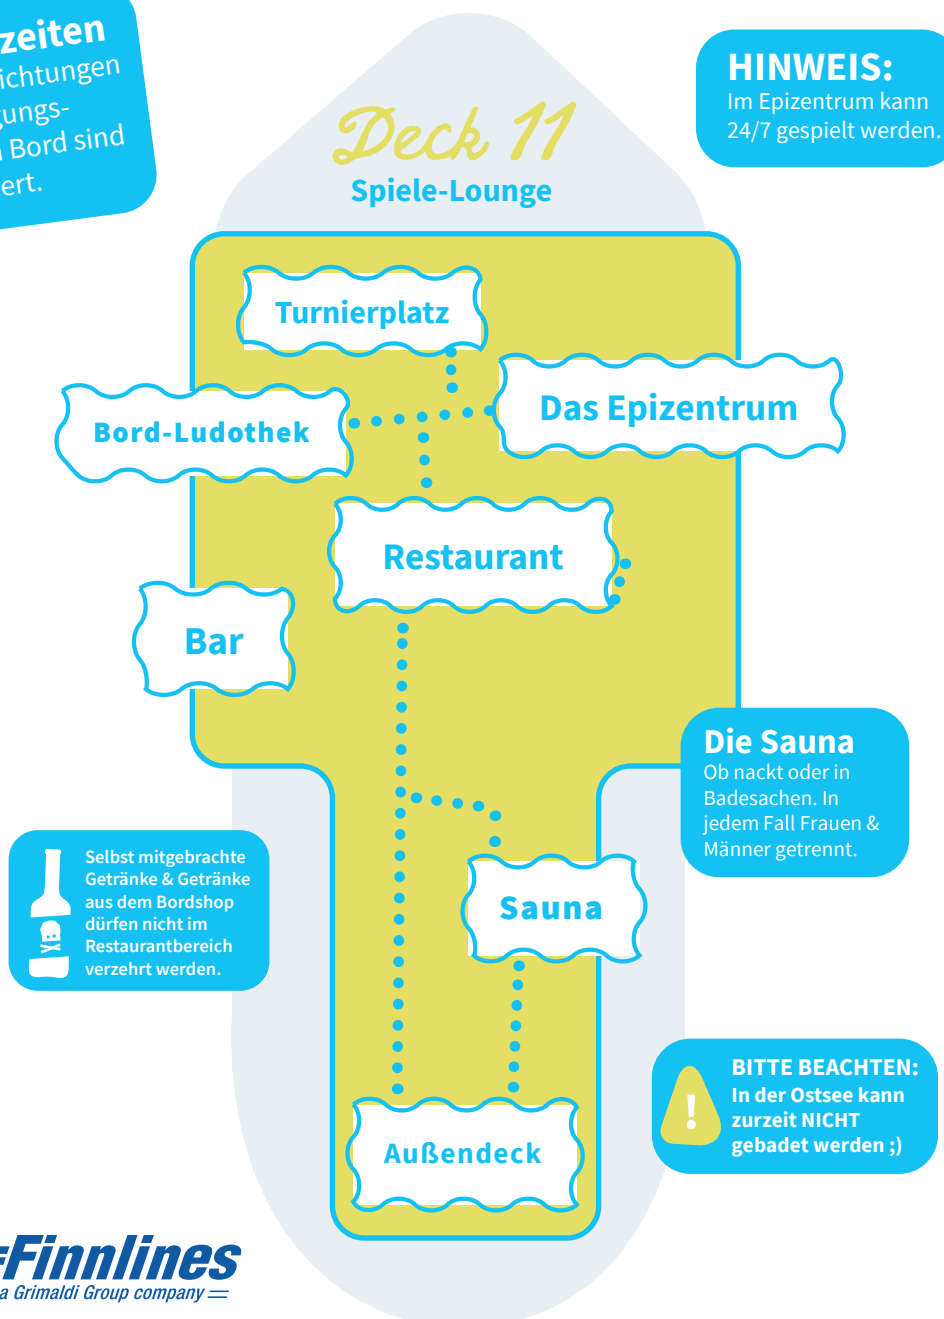 zeiten
ichtungen
gungs-
Bord sind
ert.
HINWEIS:
Im Epizentrum kann
24/7 gespielt werden.
Deck 11
Spiele-Lounge
Turnierplatz
Das Epizentrum
Bord-Ludothek
Restaurant
Bar
Die Sauna
Ob nackt oder in
Badesachen. In
jedem Fall Frauen &
Männer getrennt.
Selbst mitgebrachte
Getränke & Getränke
aus dem Bordshop
dürfen nicht im
Restaurantbereich
verzehrt werden.
Sauna
BITTE BEACHTEN:
In der Ostsee kann
zurzeit NICHT
gebadet werden ;)
Außendeck
Finnlines
a Grimaldi Group company